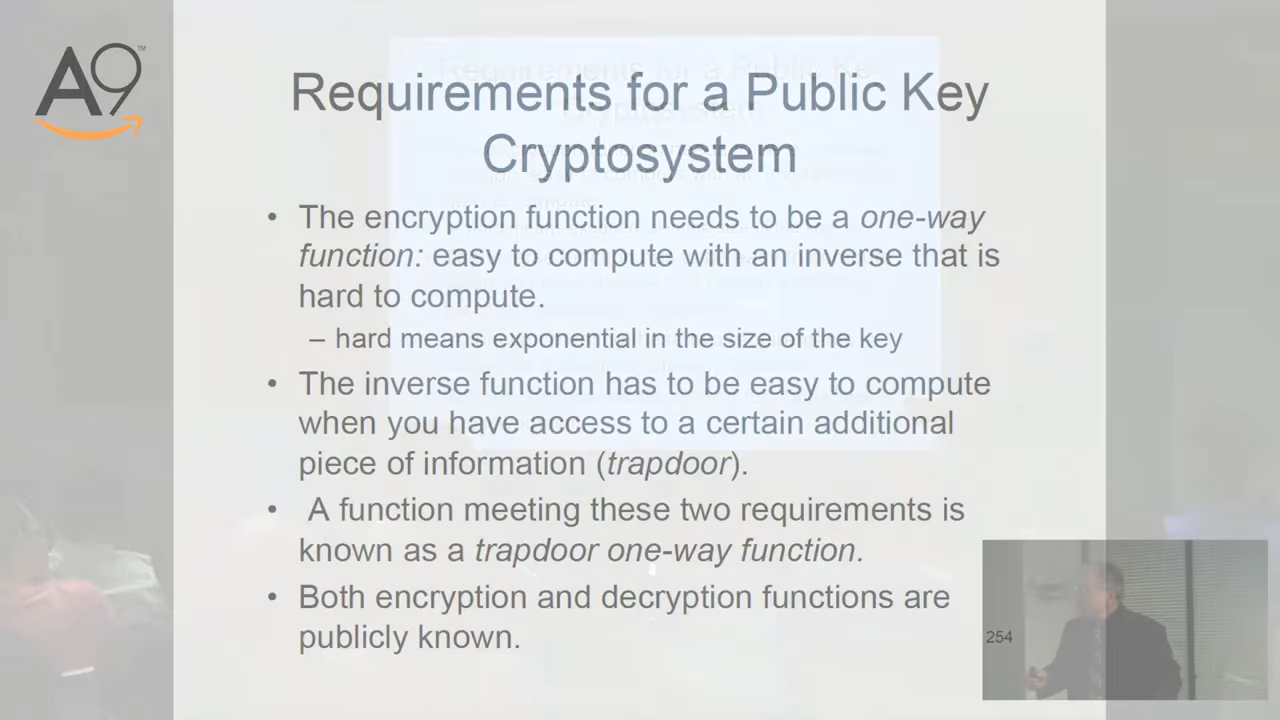 A9™
Requirements for a Public Key
Cryptosystem
• The encryption function needs to be a one-way
function: easy to compute with an inverse that is
hard to compute.
– hard means exponential in the size of the key
• The inverse function has to be easy to compute
when you have access to a certain additional
piece of information (trapdoor).
• A function meeting these two requirements is
known as a trapdoor one-way function.
• Both encryption and decryption functions are
publicly known.
254